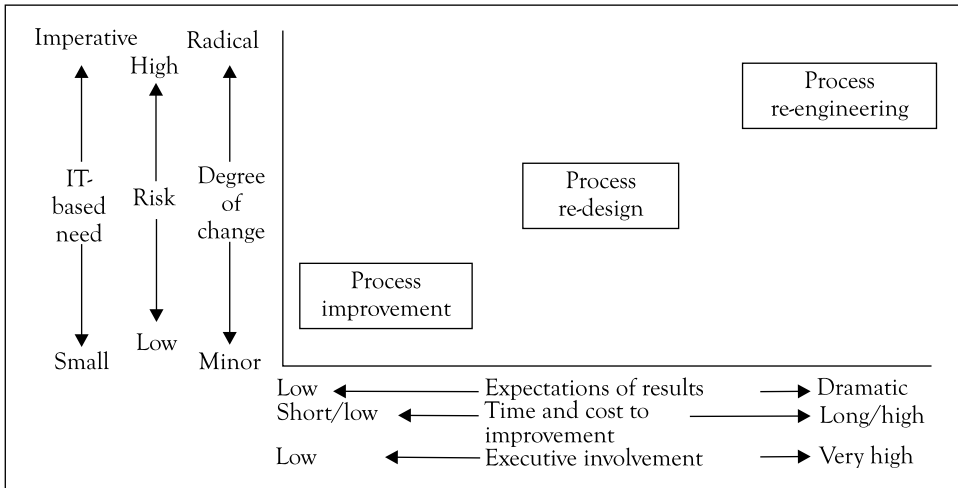 Imperative
High
Radical
IT-
based
need
Risk
Degree
of
change
Small
Low
Minor
Process
re-engineering
Process
re-design
Process
improvement
Low Expectations of results Dramatic
Short/low Time and cost to Long/high
improvement
Low Executive involvement Very high